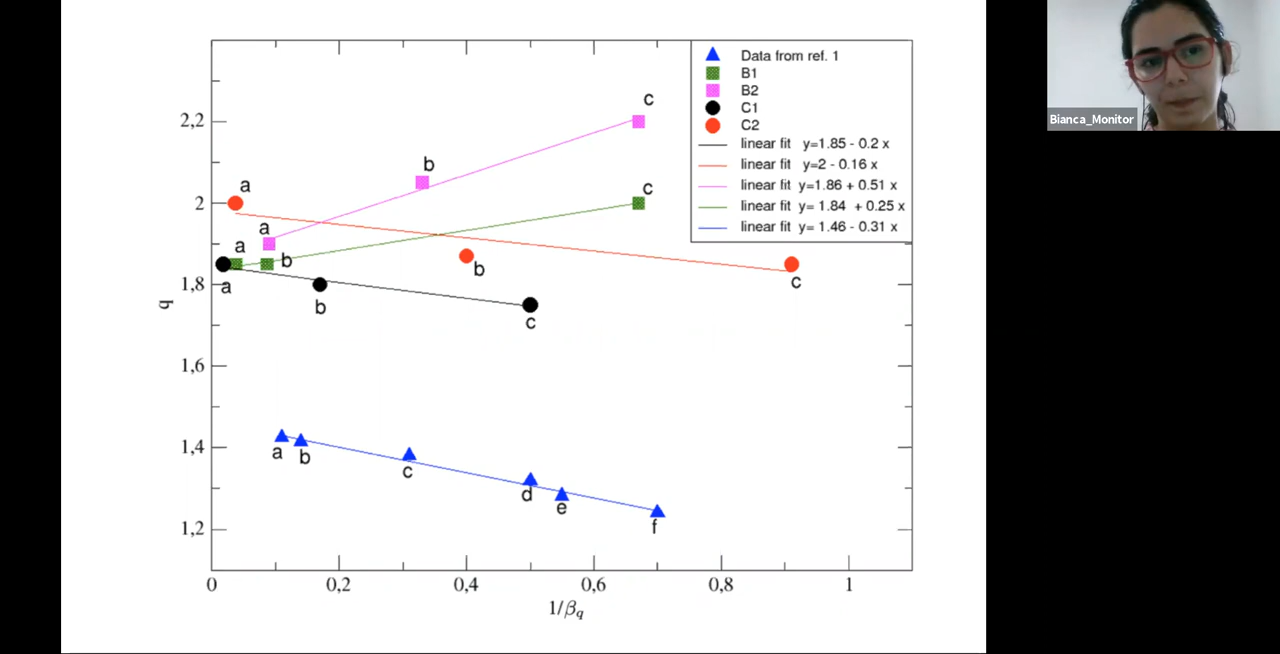 Data from ref. 1
B1
B2
C1
C2
linear fit y=1.85 - 0.2 x
linear fit y=2 - 0.16 x
linear fit y=1.86 + 0.51 x
linear fit y= 1.84 + 0.25 x
linear fit y= 1.46 - 0.31 x
Bianca_Monitor
2,2
2
1,8
1,6
1,4
1,2
q
c
b
a
c
a
a
b
a
b
c
b
c
a
b
c
d
e
f
0
0,2
0,4
0,6
0,8
1
1/βq